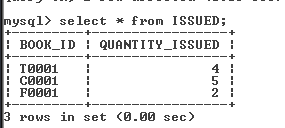 mysql> select * from ISSUED;
+---------+-----------------+
| BOOK_ID | QUANTITY_ISSUED |
+---------+-----------------+
| T0001   |               4 |
| C0001   |               5 |
| F0001   |               2 |
+---------+-----------------+
3 rows in set (0.00 sec)